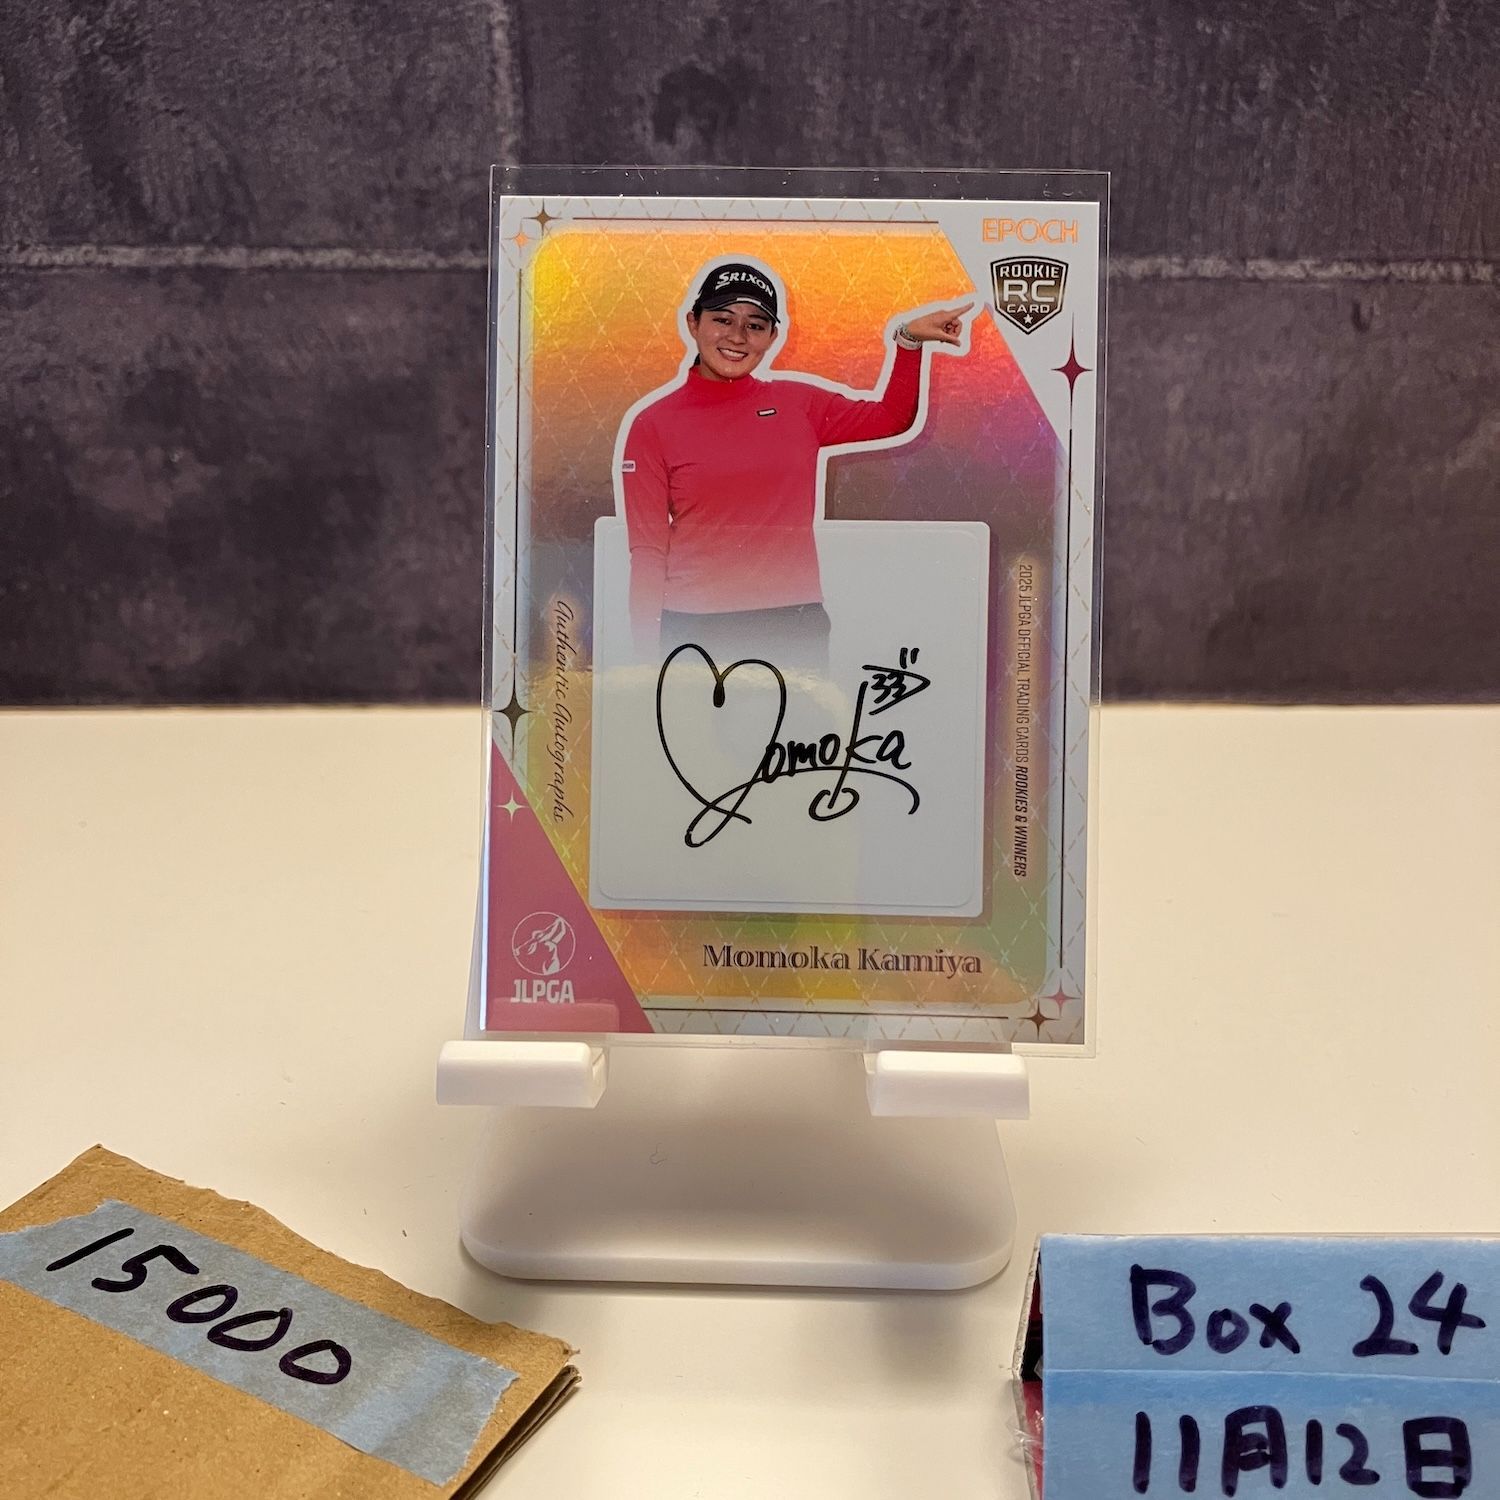 EPOCH
ROOKIE
RC
CARD
SRIXON
2025 JLPGA OFFICIAL TRADING CARDS ROOKIES & WINNERS
Authentic Autographs
Momoka
33"
Momoka Kamiya
JLPGA
15000
Box 24
11月12日